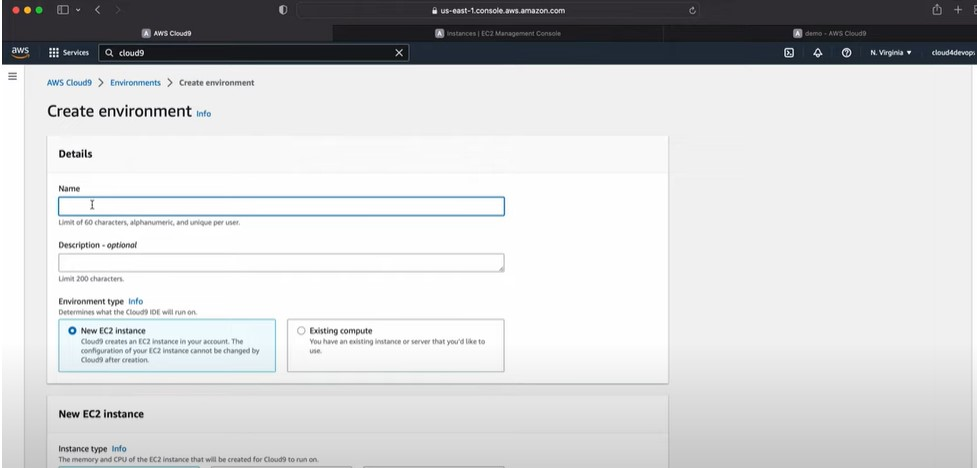 us-east-1.console.aws.amazon.com
AWS Cloud9
Instances | EC2 Management Console
demo - AWS Cloud9
aws
Services
cloud9
N. Virginia
cloud4devops
AWS Cloud9 > Environments > Create environment
Create environment Info
Details
Name
Limit of 60 characters, alphanumeric, and unique per user.
Description - optional
Limit 200 characters.
Environment type Info
Determines what the Cloud9 IDE will run on.
New EC2 instance
Cloud9 creates an EC2 instance in your account. The
configuration of your EC2 instance cannot be changed by
Cloud9 after creation.
Existing compute
You have an existing instance or server that you'd like to
use.
New EC2 instance
Instance type Info
The memory and CPU of the EC2 instance that will be created for Cloud9 to run on.